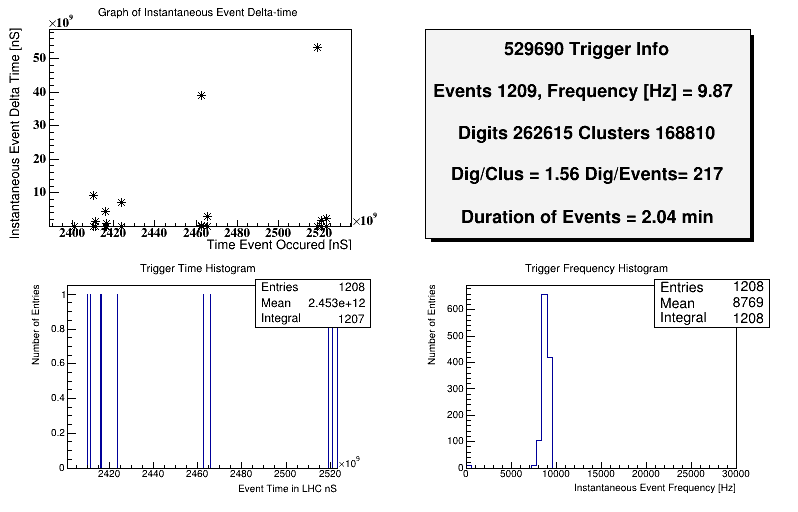 Graph of Instantaneous Event Delta-time
×10⁹
Instantaneous Event Delta Time [nS]
50
40
30
20
10
2400 2420 2440 2460 2480 2500 2520
×10⁹
Time Event Occured [nS]
529690 Trigger Info
Events 1209, Frequency [Hz] = 9.87
Digits 262615 Clusters 168810
Dig/Clus = 1.56 Dig/Events= 217
Duration of Events = 2.04 min
Trigger Time Histogram
Entries 1208
Mean 2.453e+12
Integral 1207
Number of Entries
1
0.8
0.6
0.4
0.2
0
2420 2440 2460 2480 2500 2520
×10⁹
Event Time in LHC nS
Trigger Frequency Histogram
Entries 1208
Mean 8769
Integral 1208
Number of Entries
600
500
400
300
200
100
0
0 5000 10000 15000 20000 25000 30000
Instantaneous Event Frequency [Hz]